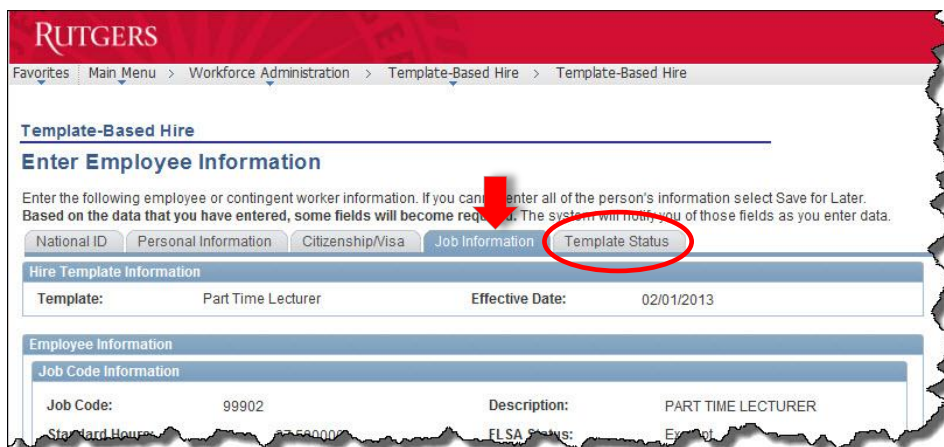 RUTGERS
Favorites Main Menu > Workforce Administration > Template-Based Hire > Template-Based Hire
Template-Based Hire
Enter Employee Information
Enter the following employee or contingent worker information. If you cannot enter all of the person's information select Save for Later.
Based on the data that you have entered, some fields will become required. The system will notify you of those fields as you enter data.
National ID Personal Information Citizenship/Visa Job Information Template Status
Hire Template Information
Template: Part Time Lecturer Effective Date: 02/01/2013
Employee Information
Job Code Information
Job Code: 99902 Description: PART TIME LECTURER
Standard Hours: FLSA Status: Exempt